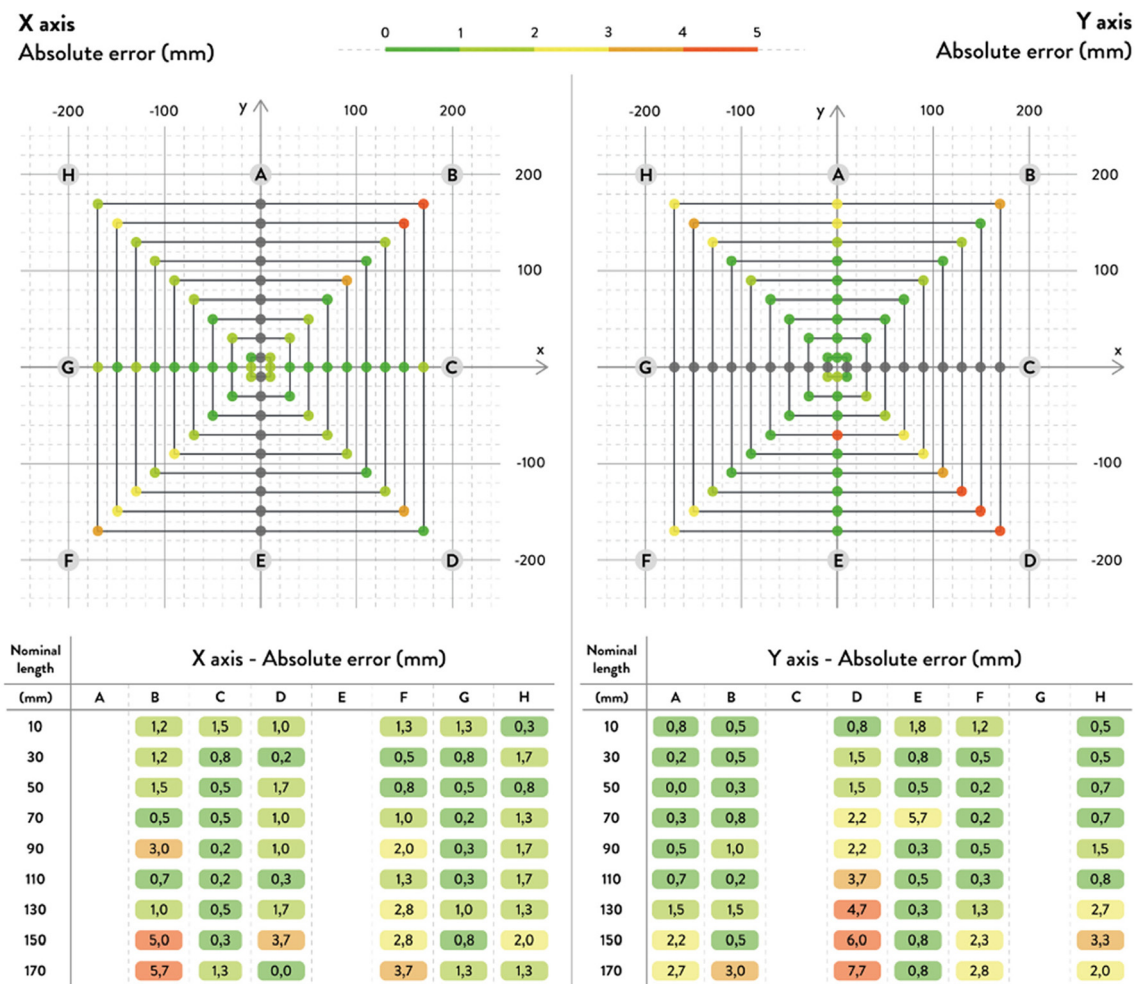 X axis
Absolute error (mm)
0 1 2 3 4 5
Y axis
Absolute error (mm)
-200 -100 y 100 200
H A B 200
100
x
G C
-100
F E D -200
-200 -100 y 100 200
H A B 200
100
x
G C
-100
F E D -200
Nominal length X axis - Absolute error (mm)
(mm) A B C D E F G H
10 1,2 1,5 1,0 1,3 1,3 0,3
30 1,2 0,8 0,2 0,5 0,8 1,7
50 1,5 0,5 1,7 0,8 0,5 0,8
70 0,5 0,5 1,0 1,0 0,2 1,3
90 3,0 0,2 1,0 2,0 0,3 1,7
110 0,7 0,2 0,3 1,3 0,3 1,7
130 1,0 0,5 1,7 2,8 1,0 1,3
150 5,0 0,3 3,7 2,8 0,8 2,0
170 5,7 1,3 0,0 3,7 1,3 1,3
Nominal length Y axis - Absolute error (mm)
(mm) A B C D E F G H
10 0,8 0,5 0,8 1,8 1,2 0,5
30 0,2 0,5 1,5 0,8 0,5 0,5
50 0,0 0,3 1,5 0,5 0,2 0,7
70 0,3 0,8 2,2 5,7 0,2 0,7
90 0,5 1,0 2,2 0,3 0,5 1,5
110 0,7 0,2 3,7 0,5 0,3 0,8
130 1,5 1,5 4,7 0,3 1,3 2,7
150 2,2 0,5 6,0 0,8 2,3 3,3
170 2,7 3,0 7,7 0,8 2,8 2,0